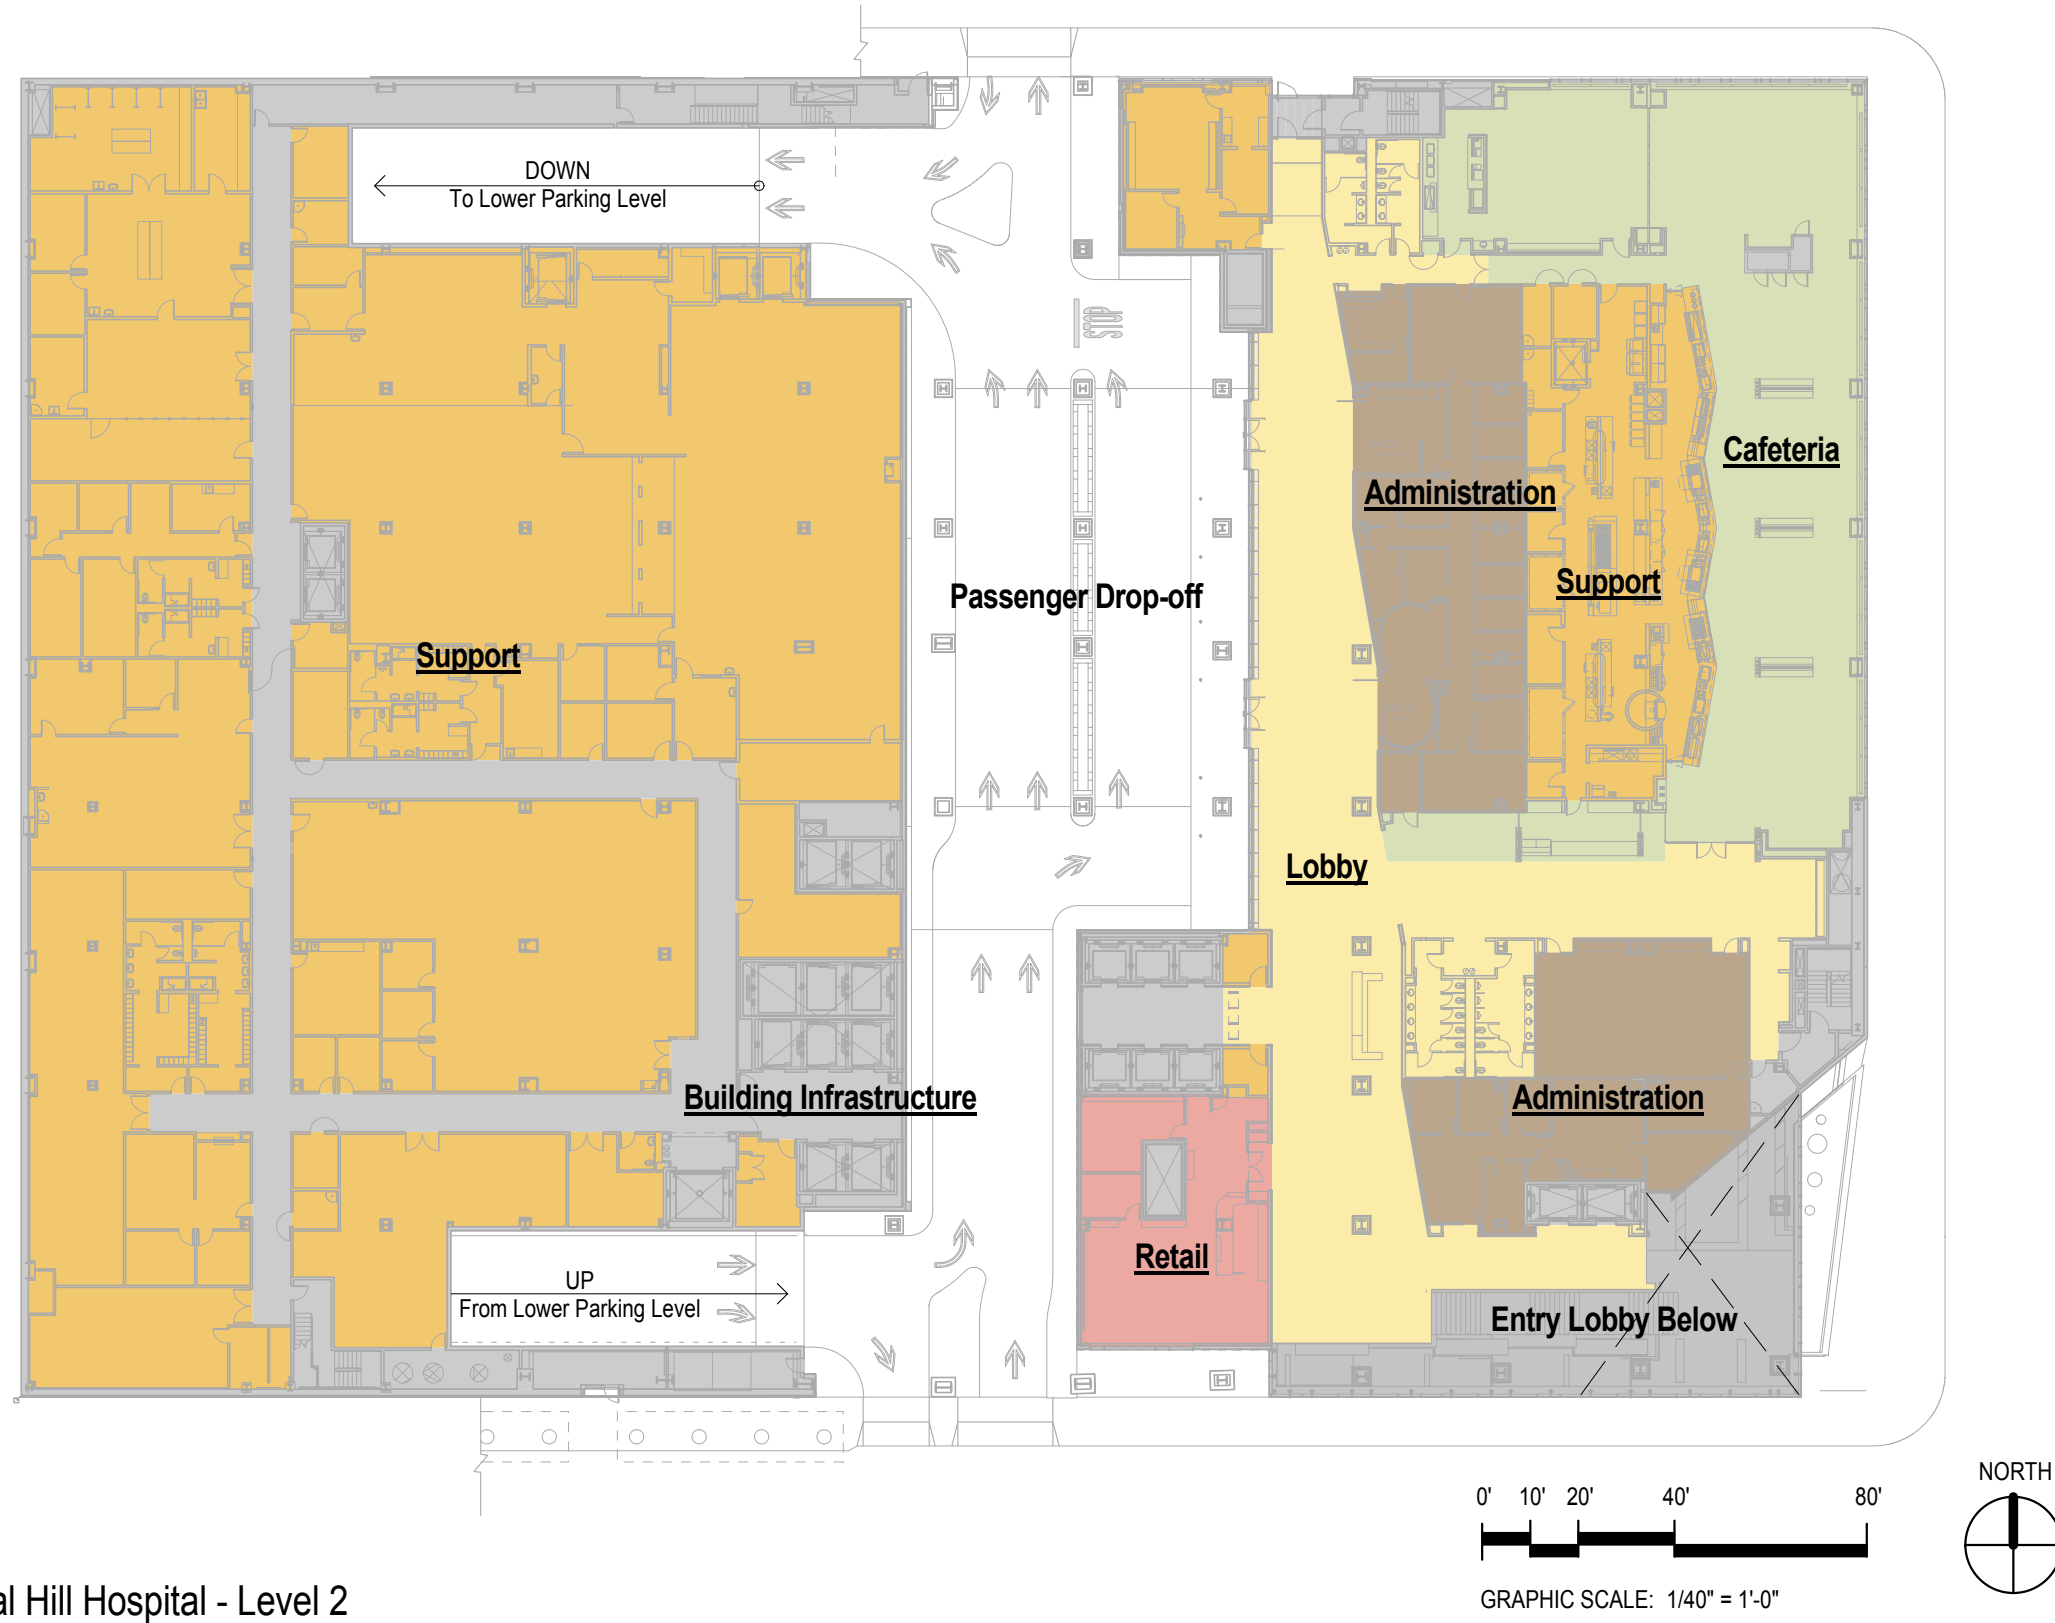 DOWN
To Lower Parking Level
STOP
Cafeteria
Administration
Support
Passenger Drop-off
Support
Lobby
Building Infrastructure
Administration
Retail
UP
From Lower Parking Level
Entry Lobby Below
NORTH
0' 10' 20' 40' 80'
GRAPHIC SCALE: 1/40" = 1'-0"
al Hill Hospital - Level 2